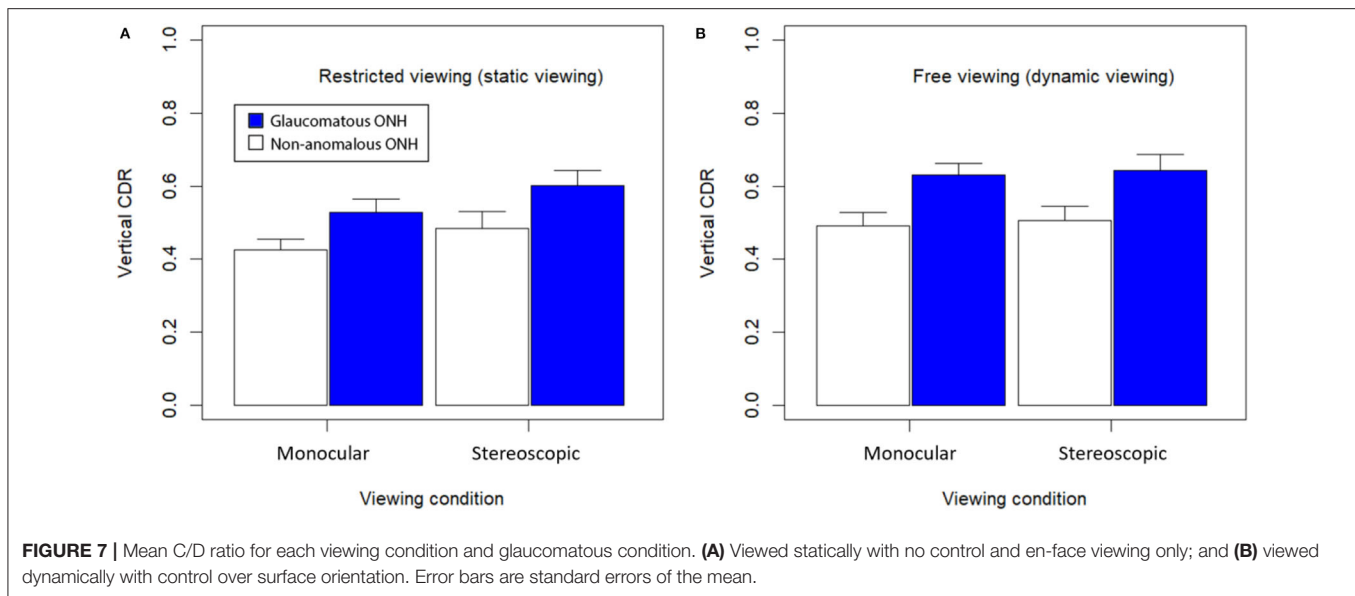 A
Restricted viewing (static viewing)
Glaucomatous ONH
Non-anomalous ONH
Vertical CDR
1.0
0.8
0.6
0.4
0.2
0.0
Monocular Stereoscopic
Viewing condition
B
Free viewing (dynamic viewing)
Vertical CDR
1.0
0.8
0.6
0.4
0.2
0.0
Monocular Stereoscopic
Viewing condition
FIGURE 7 | Mean C/D ratio for each viewing condition and glaucomatous condition. (A) Viewed statically with no control and en-face viewing only; and (B) viewed
dynamically with control over surface orientation. Error bars are standard errors of the mean.